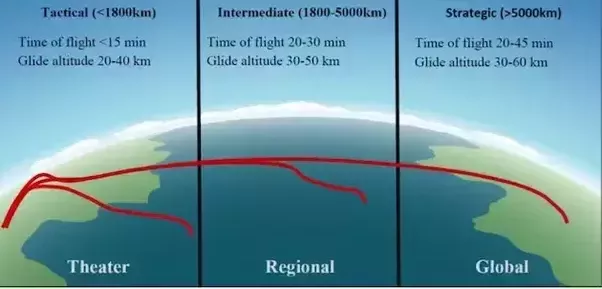 Tactical (<1800km)
Time of flight <15 min
Glide altitude 20-40 km
Intermediate (1800-5000km)
Time of flight 20-30 min
Glide altitude 30-50 km
Strategic (>5000km)
Time of flight 20-45 min
Glide altitude 30-60 km
Theater
Regional
Global